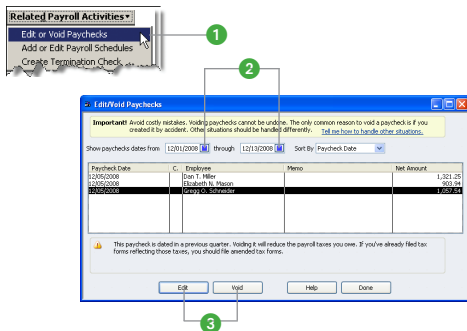 Related Payroll Activities
Edit or Void Paychecks
Add or Edit Payroll Schedules
Create Termination Check
1
2
Edit/Void Paychecks
Important! Avoid costly mistakes. Voiding paychecks cannot be undone. The only common reason to void a paycheck is if you
created it by accident. Other situations should be handled differently. Tell me how to handle other situations.
Show paychecks dates from 12/01/2008 through 12/13/2008 Sort By Paycheck Date
Paycheck Date C. Employee Memo Net Amount
12/05/2008 Dan T. Miller 1,321.25
12/05/2008 Elizabeth N. Mason 903.94
12/05/2008 Gregg O. Schneider 1,057.54
This paycheck is dated in a previous quarter. Voiding it will reduce the payroll taxes you owe. If you've already filed tax
forms reflecting those taxes, you should file amended tax forms.
Edit Void Help Done
3